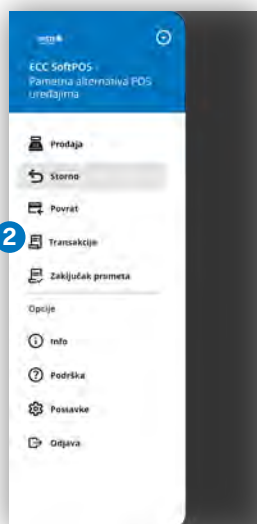 ECC SoftPOS
Pametna alternativa POS
uređajima
Prodaja
Storno
Povrat
2
Transakcije
Zaključak prometa
Opcije
Info
Podrška
Postavke
Odjava